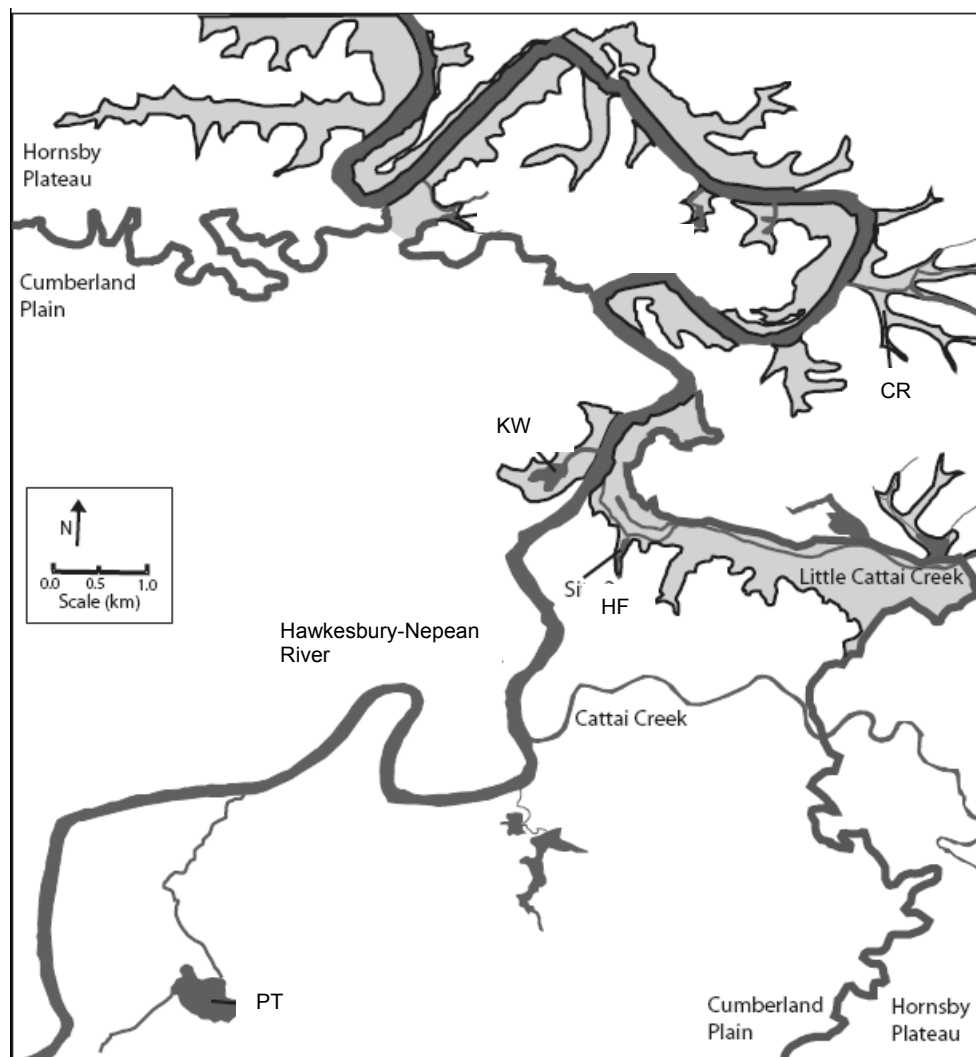 Hornsby
Plateau
Cumberland
Plain
CR
KW
N
0.0 0.5 1.0
Scale (km)
Little Cattai Creek
HF
Hawkesbury-Nepean
River
Cattai Creek
PT
Cumberland
Plain
Hornsby
Plateau